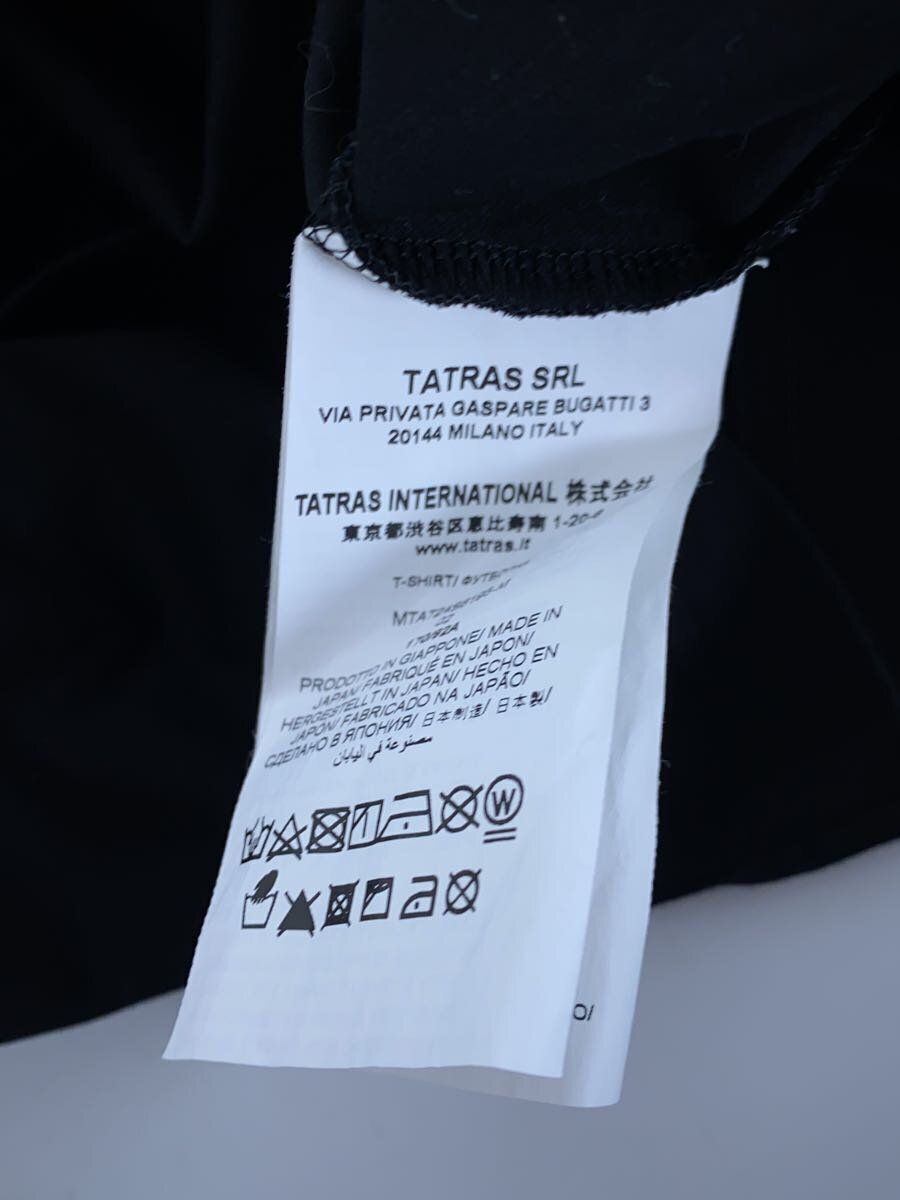 TATRAS SRL
VIA PRIVATA GASPARE BUGATTI 3
20144 MILANO ITALY
TATRAS INTERNATIONAL 株式会社
東京都渋谷区恵比寿南 1-20-6
www.tatras.it
T-SHIRT/
170/92A
PRODOTTO IN GIAPPONE/ MADE IN
JAPAN/ FABRIQUÉ EN JAPON/
HERGESTELLT IN JAPAN/ HECHO EN
JAPÓN/ FABRICADO NA JAPÃO/
СДЕЛАНО В ЯПОНИЯ/ 日本制造/ 日本製/
مصنوعة في اليابان
W
O/